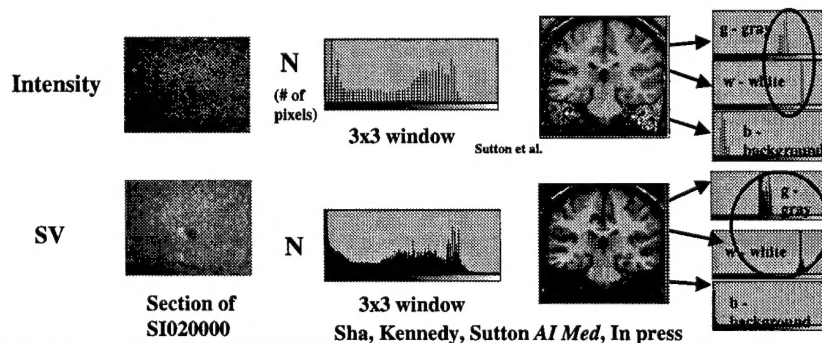 Intensity
N
(# of
pixels)
3x3 window
Sutton et al.
g - gray
w - white
b -
background
SV
N
Section of
SI020000
3x3 window
g -
gray
w - white
b -
background
Sha, Kennedy, Sutton AI Med, In press